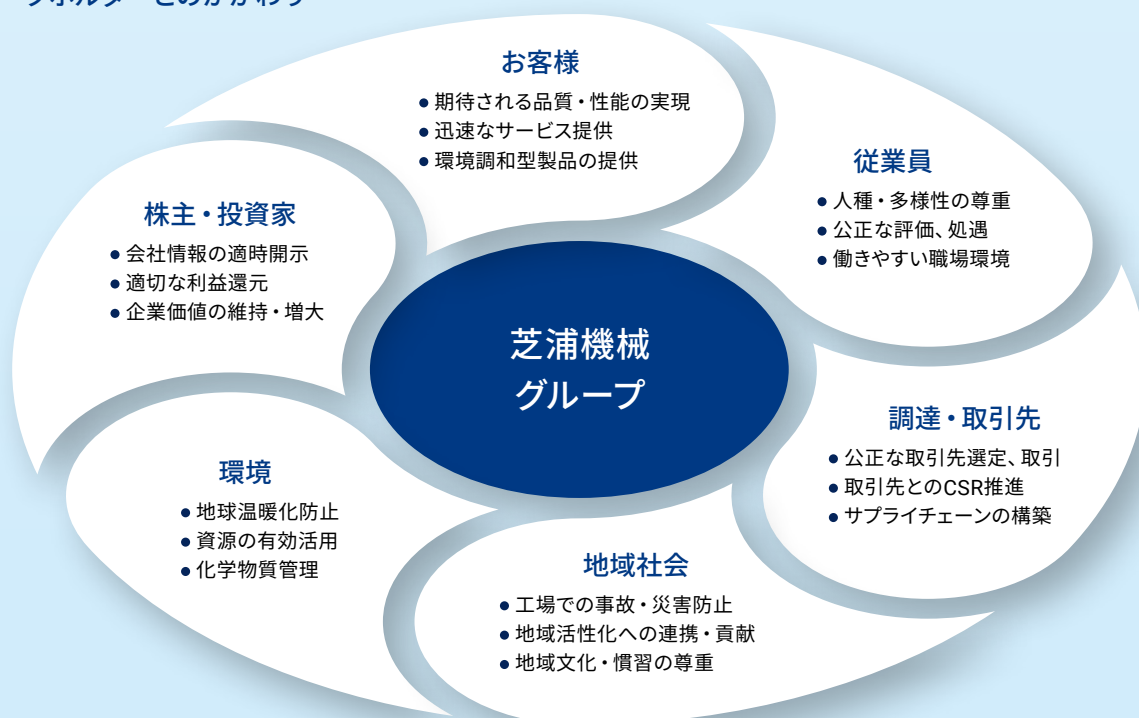 お客様
● 期待される品質・性能の実現
● 迅速なサービス提供
● 環境調和型製品の提供
従業員
● 人種・多様性の尊重
● 公正な評価、処遇
● 働きやすい職場環境
調達・取引先
● 公正な取引先選定、取引
● 取引先とのCSR推進
● サプライチェーンの構築
地域社会
● 工場での事故・災害防止
● 地域活性化への連携・貢献
● 地域文化・慣習の尊重
環境
● 地球温暖化防止
● 資源の有効活用
● 化学物質管理
株主・投資家
● 会社情報の適時開示
● 適切な利益還元
● 企業価値の維持・増大
芝浦機械
グループ